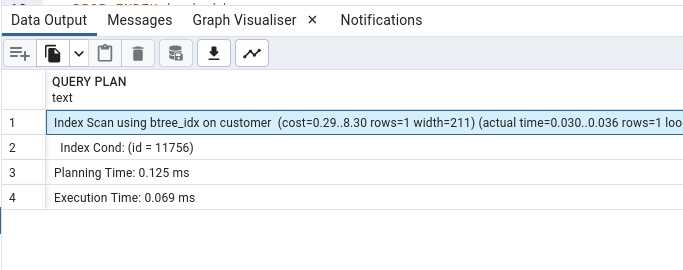 Data Output Messages Graph Visualiser × Notifications
QUERY PLAN
text
1 Index Scan using btree_idx on customer (cost=0.29..8.30 rows=1 width=211) (actual time=0.030..0.036 rows=1 loo
2 Index Cond: (id = 11756)
3 Planning Time: 0.125 ms
4 Execution Time: 0.069 ms